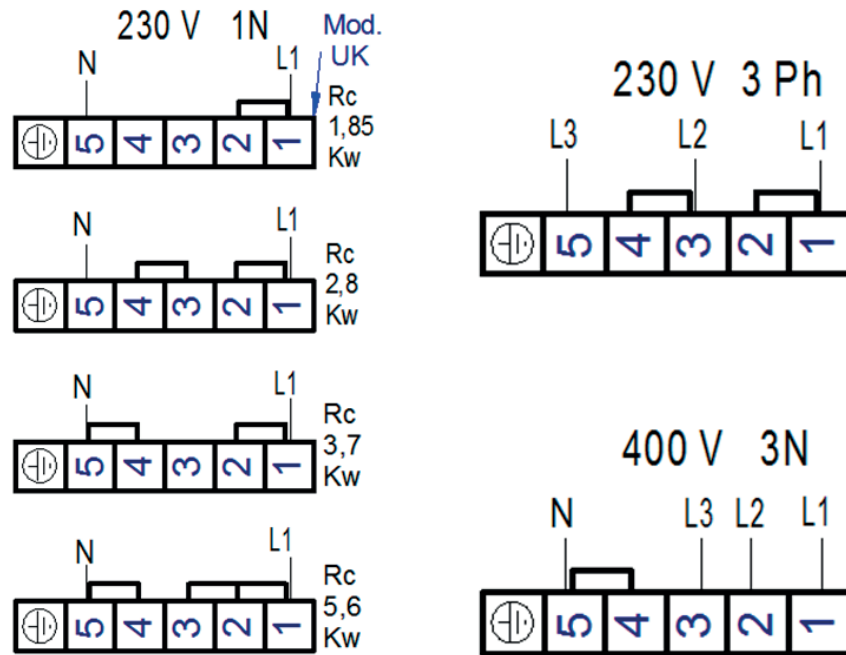 230 V 1N
Mod.
UK
N L1
Rc
1,85
Kw
5 4 3 2 1
N L1
Rc
2,8
Kw
5 4 3 2 1
N L1
Rc
3,7
Kw
5 4 3 2 1
N L1
Rc
5,6
Kw
5 4 3 2 1
230 V 3 Ph
L3 L2 L1
5 4 3 2 1
400 V 3N
N L3 L2 L1
5 4 3 2 1